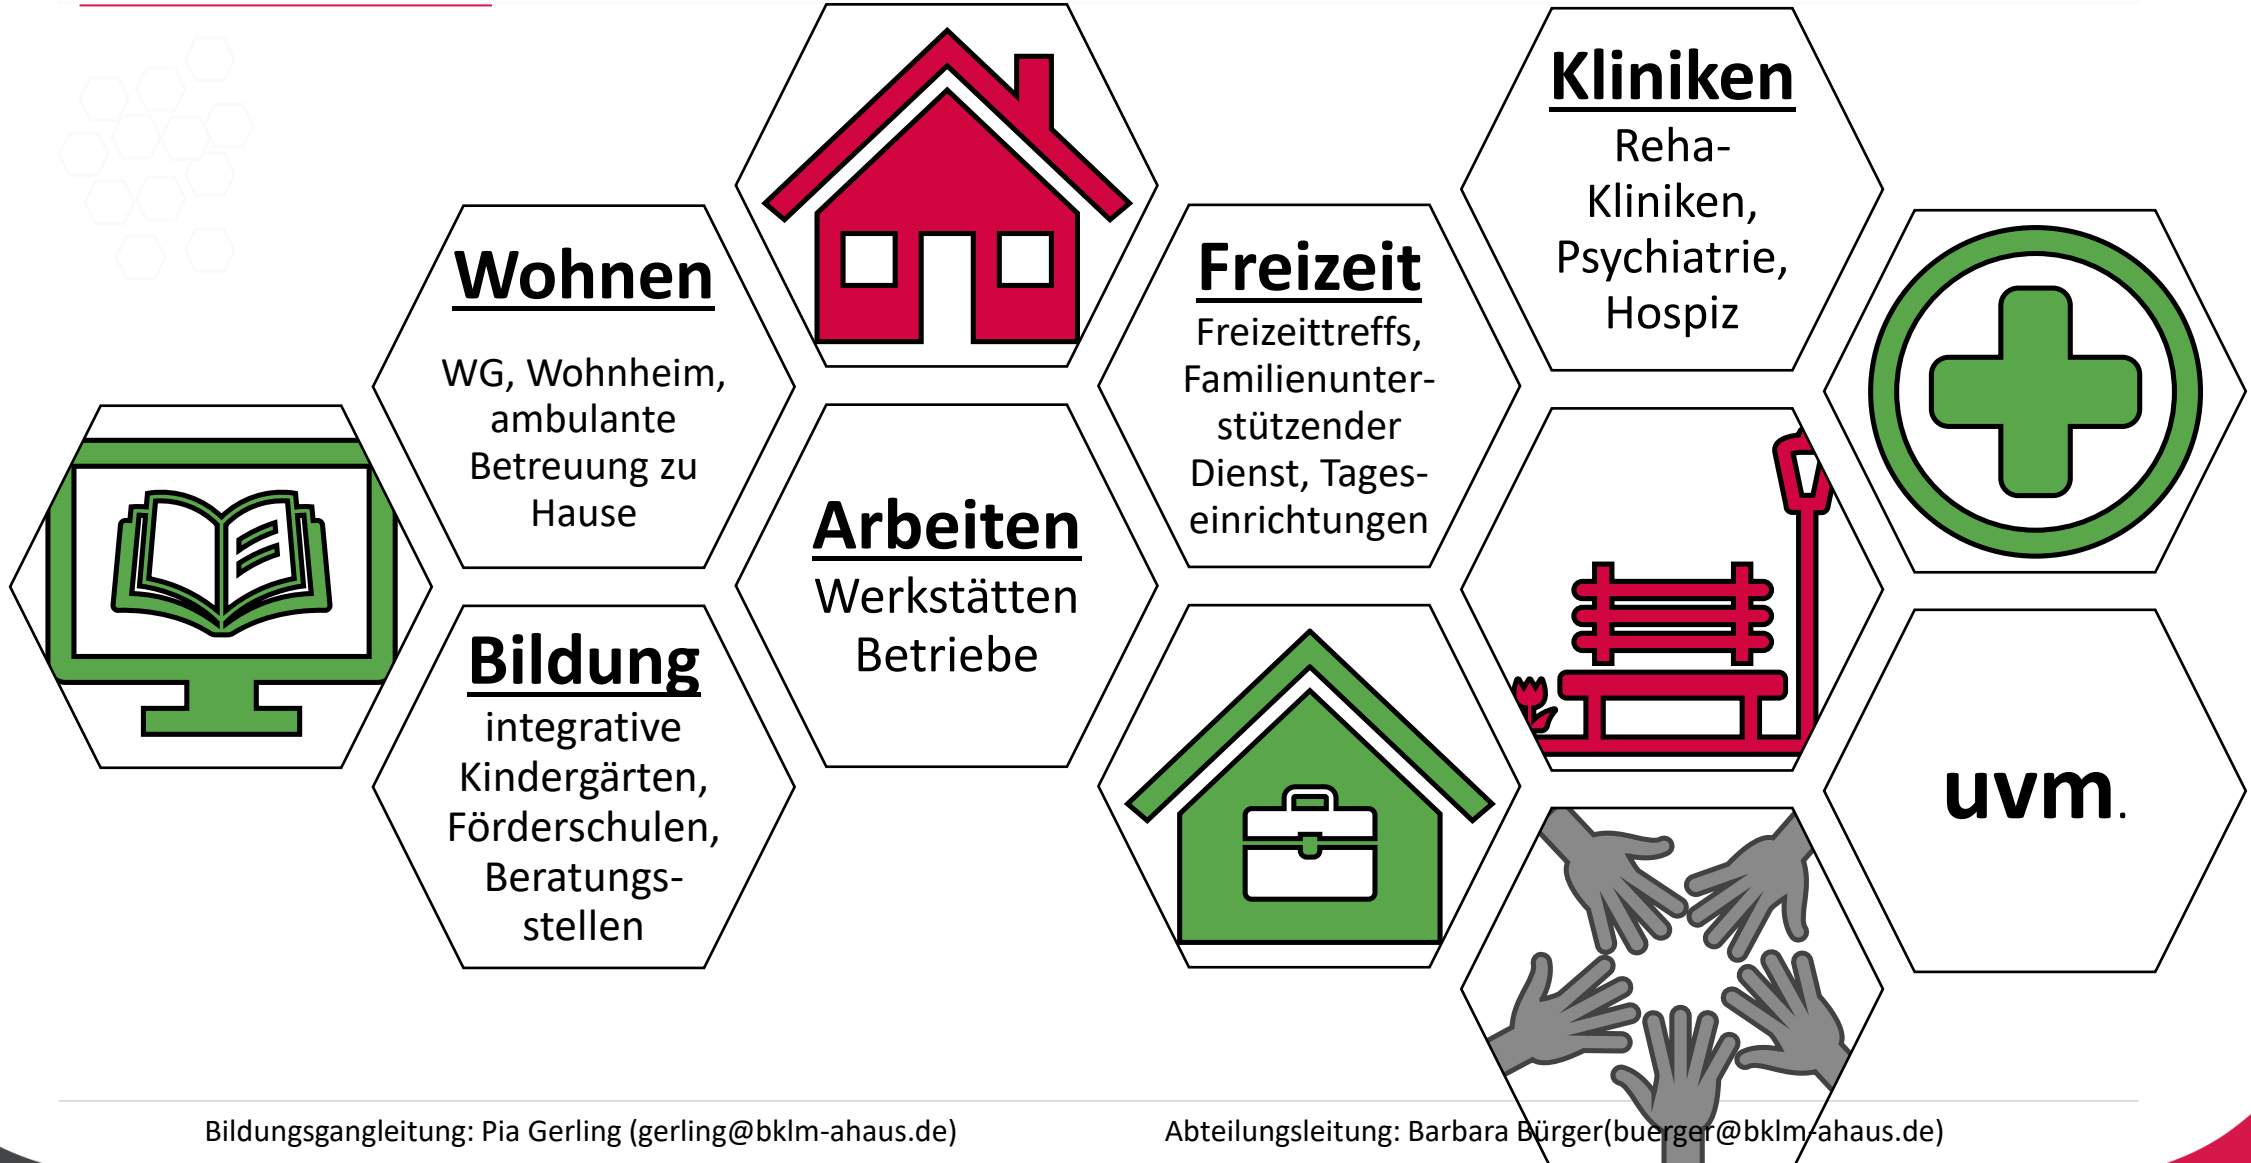 Wohnen
WG, Wohnheim,
ambulante
Betreuung zu
Hause
Bildung
integrative
Kindergärten,
Förderschulen,
Beratungs-
stellen
Arbeiten
Werkstätten
Betriebe
Freizeit
Freizeittreffs,
Familienunter-
stützender
Dienst, Tages-
einrichtungen
Kliniken
Reha-
Kliniken,
Psychiatrie,
Hospiz
uvm.
Bildungsgangleitung: Pia Gerling (gerling@bklm-ahaus.de)
Abteilungsleitung: Barbara Bürger(buerger@bklm-ahaus.de)